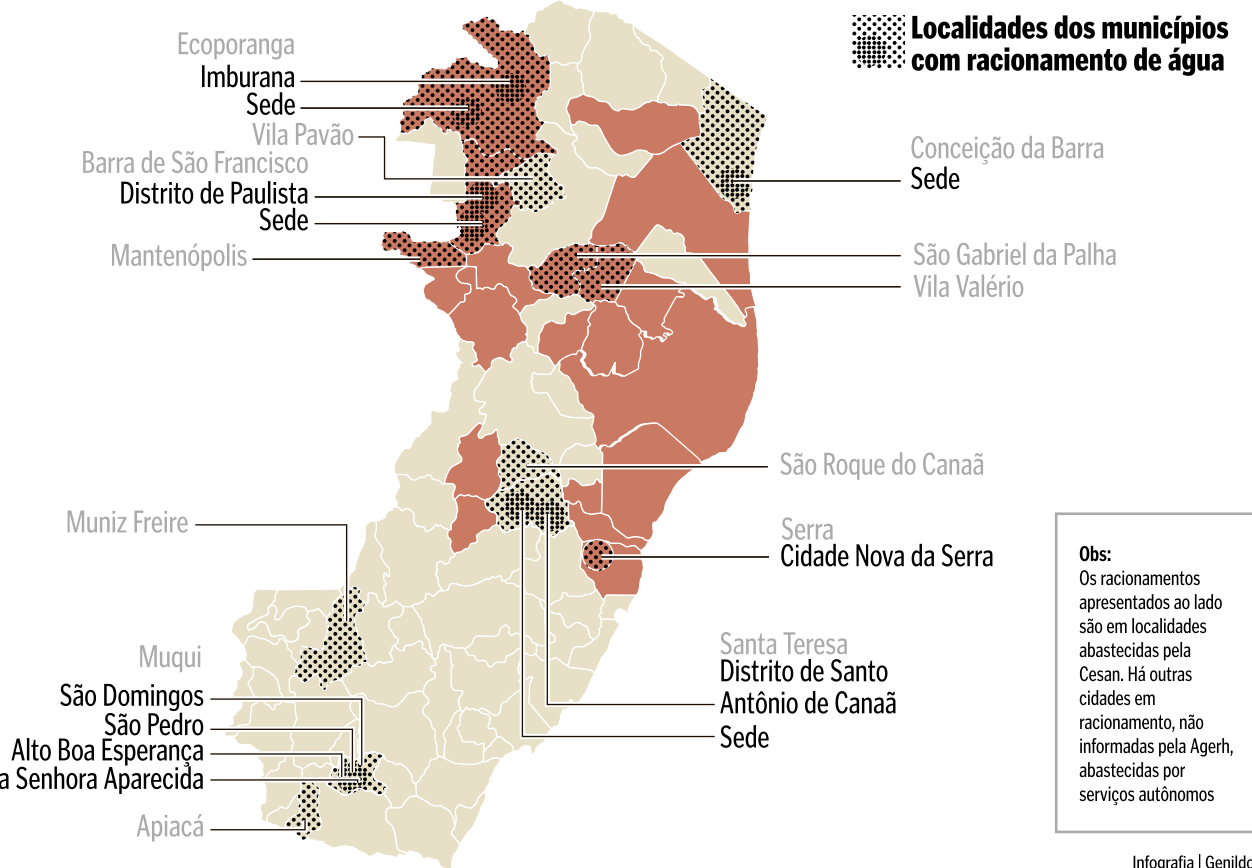 Localidades dos municípios
com racionamento de água
Ecoporanga
Imburana
Sede
Vila Pavão
Barra de São Francisco
Distrito de Paulista
Sede
Mantenópolis
Conceição da Barra
Sede
São Gabriel da Palha
Vila Valério
São Roque do Canaã
Serra
Cidade Nova da Serra
Santa Teresa
Distrito de Santo
Antônio de Canaã
Sede
Muniz Freire
Muqui
São Domingos
São Pedro
Alto Boa Esperança
a Senhora Aparecida
Apiacá
Obs:
Os racionamentos
apresentados ao lado
são em localidades
abastecidas pela
Cesan. Há outras
cidades em
racionamento, não
informadas pela Agerh,
abastecidas por
serviços autônomos
Infografia | Genildo